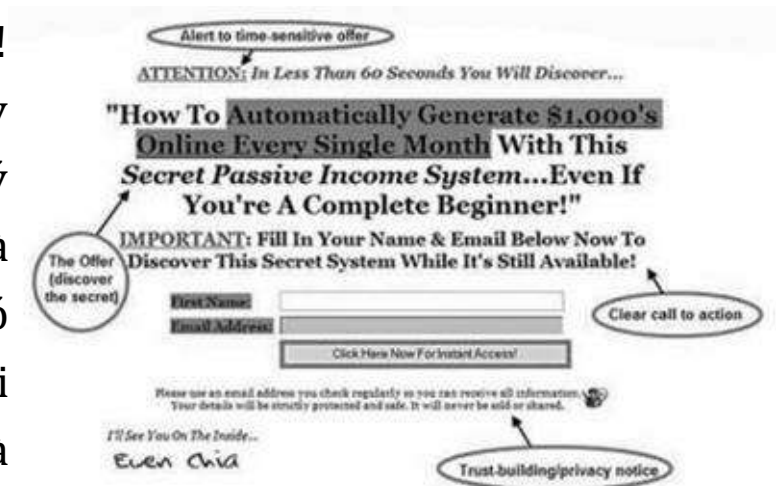 Alert to time-sensitive offer
ATTENTION: In Less Than 60 Seconds You Will Discover...
"How To Automatically Generate $1,000's
Online Every Single Month With This
Secret Passive Income System...Even If
You're A Complete Beginner!"
IMPORTANT: Fill In Your Name & Email Below Now To
Discover This Secret System While It's Still Available!
The Offer
(discover
the secret)
First Name:
Email Address:
Clear call to action
Click Here Now For Instant Access!
Please use an email address you check regularly so you can receive all information.
Your details will be strictly protected and safe. It will never be sold or shared.
I'll See You On The Inside...
Ewen Chia
Trust-building/privacy notice